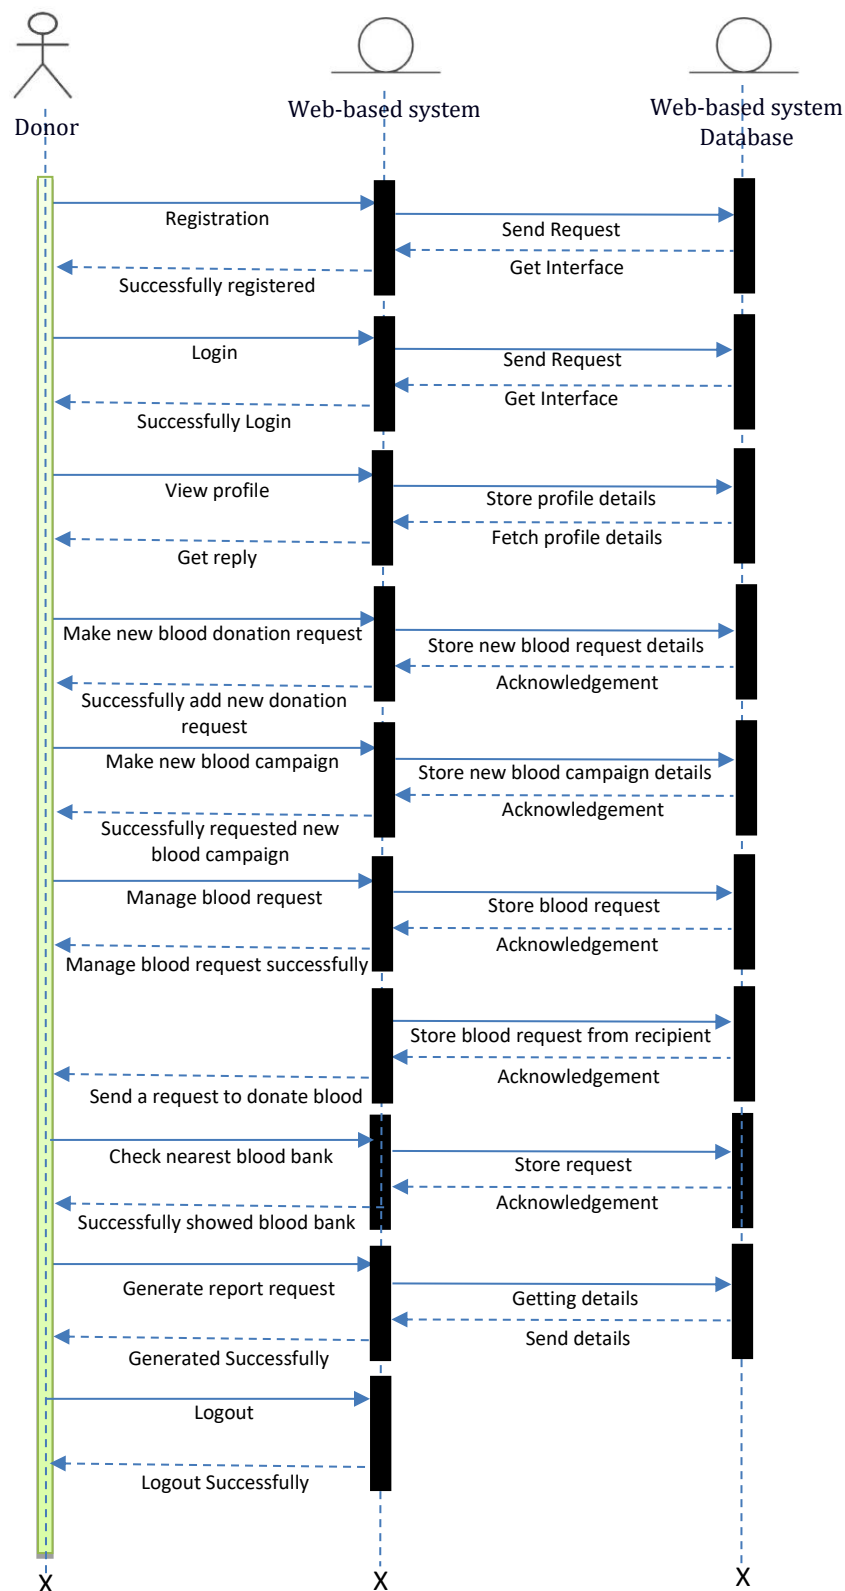 Donor
Web-based system
Web-based system
Database
Registration
Send Request
Get Interface
Successfully registered
Login
Send Request
Get Interface
Successfully Login
View profile
Store profile details
Fetch profile details
Get reply
Make new blood donation request
Store new blood request details
Acknowledgement
Successfully add new donation
request
Make new blood campaign
Store new blood campaign details
Acknowledgement
Successfully requested new
blood campaign
Manage blood request
Store blood request
Acknowledgement
Manage blood request successfully
Store blood request from recipient
Acknowledgement
Send a request to donate blood
Check nearest blood bank
Store request
Acknowledgement
Successfully showed blood bank
Generate report request
Getting details
Send details
Generated Successfully
Logout
Logout Successfully
X
X
X